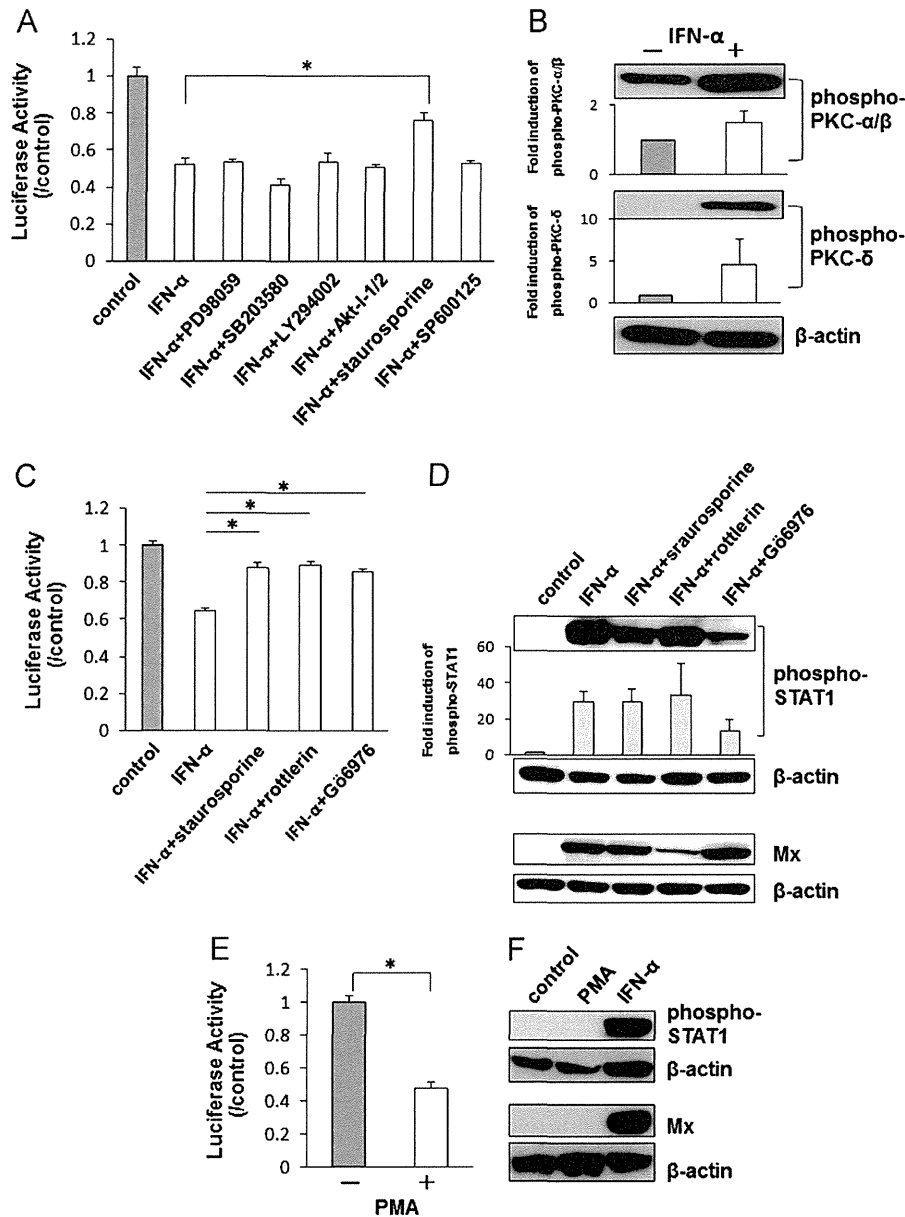 A
Luciferase Activity
(/control)
1.2
1
0.8
0.6
0.4
0.2
0
*
control
IFN-α
IFN-α+PD98059
IFN-α+SB203580
IFN-α+LY294002
IFN-α+Akt-I-1/2
IFN-α+staurosporine
IFN-α+SP600125
B
IFN-α
− +
Fold induction of
phospho-PKC-α/β
2
1
0
phospho-
PKC-α/β
Fold induction of
phospho-PKC-δ
10
5
0
phospho-
PKC-δ
β-actin
C
Luciferase Activity
(/control)
1.2
1
0.8
0.6
0.4
0.2
0
*
*
*
control
IFN-α
IFN-α+staurosporine
IFN-α+rottlerin
IFN-α+Gö6976
D
control
IFN-α
IFN-α+sraurosporine
IFN-α+rottlerin
IFN-α+Gö6976
Fold induction of
phospho-STAT1
60
40
20
0
phospho-
STAT1
β-actin
Mx
β-actin
E
Luciferase Activity
(/control)
1.2
1
0.8
0.6
0.4
0.2
0
*
− +
PMA
F
control
PMA
IFN-α
phospho-
STAT1
β-actin
Mx
β-actin